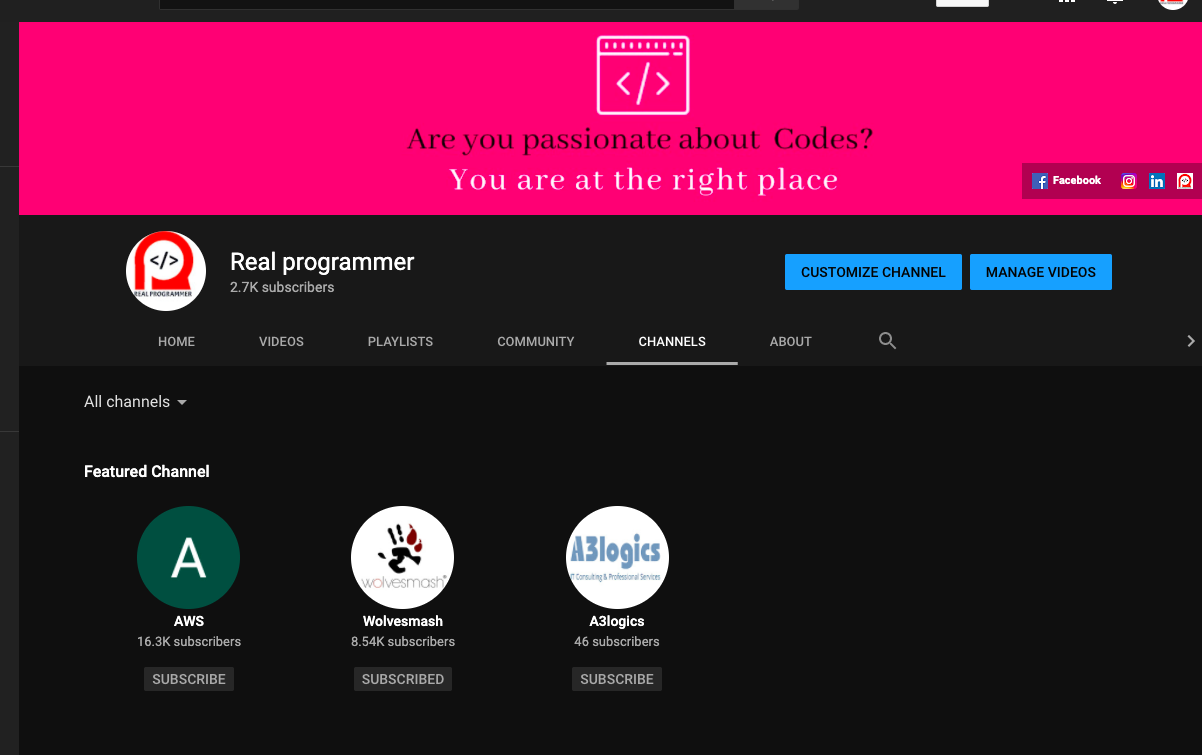 Are you passionate about Codes?
You are at the right place
Facebook
Real programmer
2.7K subscribers
REAL PROGRAMMER
CUSTOMIZE CHANNEL
MANAGE VIDEOS
HOME
VIDEOS
PLAYLISTS
COMMUNITY
CHANNELS
ABOUT
All channels
Featured Channel
A
wolvesmash
A3logics
IT Consulting & Professional Services
AWS
Wolvesmash
A3logics
16.3K subscribers
8.54K subscribers
46 subscribers
SUBSCRIBE
SUBSCRIBED
SUBSCRIBE